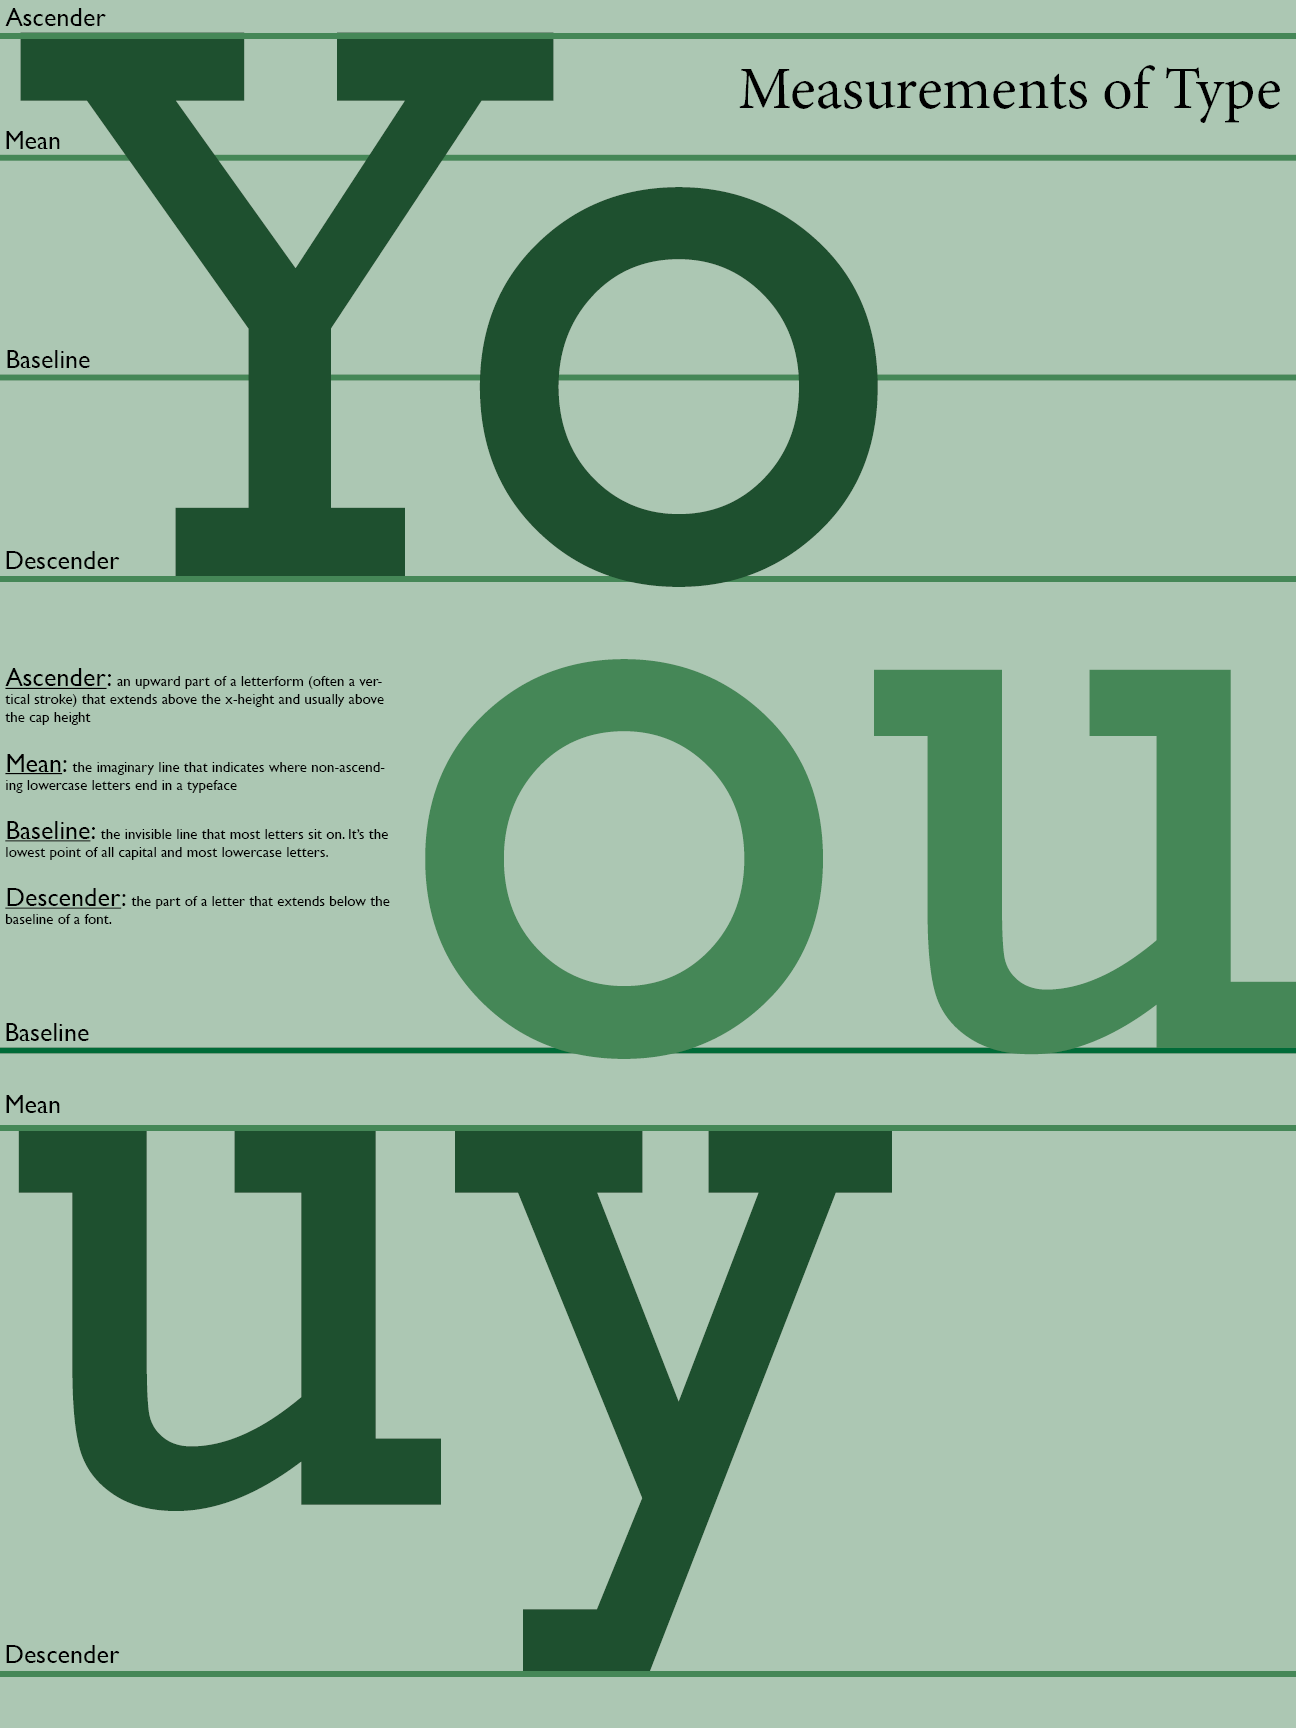 Ascender
Measurements of Type
Mean
Yo
Baseline
Descender
Ascender: an upward part of a letterform (often a ver-
tical stroke) that extends above the x-height and usually above
the cap height
Mean: the imaginary line that indicates where non-ascend-
ing lowercase letters end in a typeface
Baseline: the invisible line that most letters sit on. It's the
lowest point of all capital and most lowercase letters.
Descender: the part of a letter that extends below the
baseline of a font.
ou
Baseline
Mean
uy
Descender